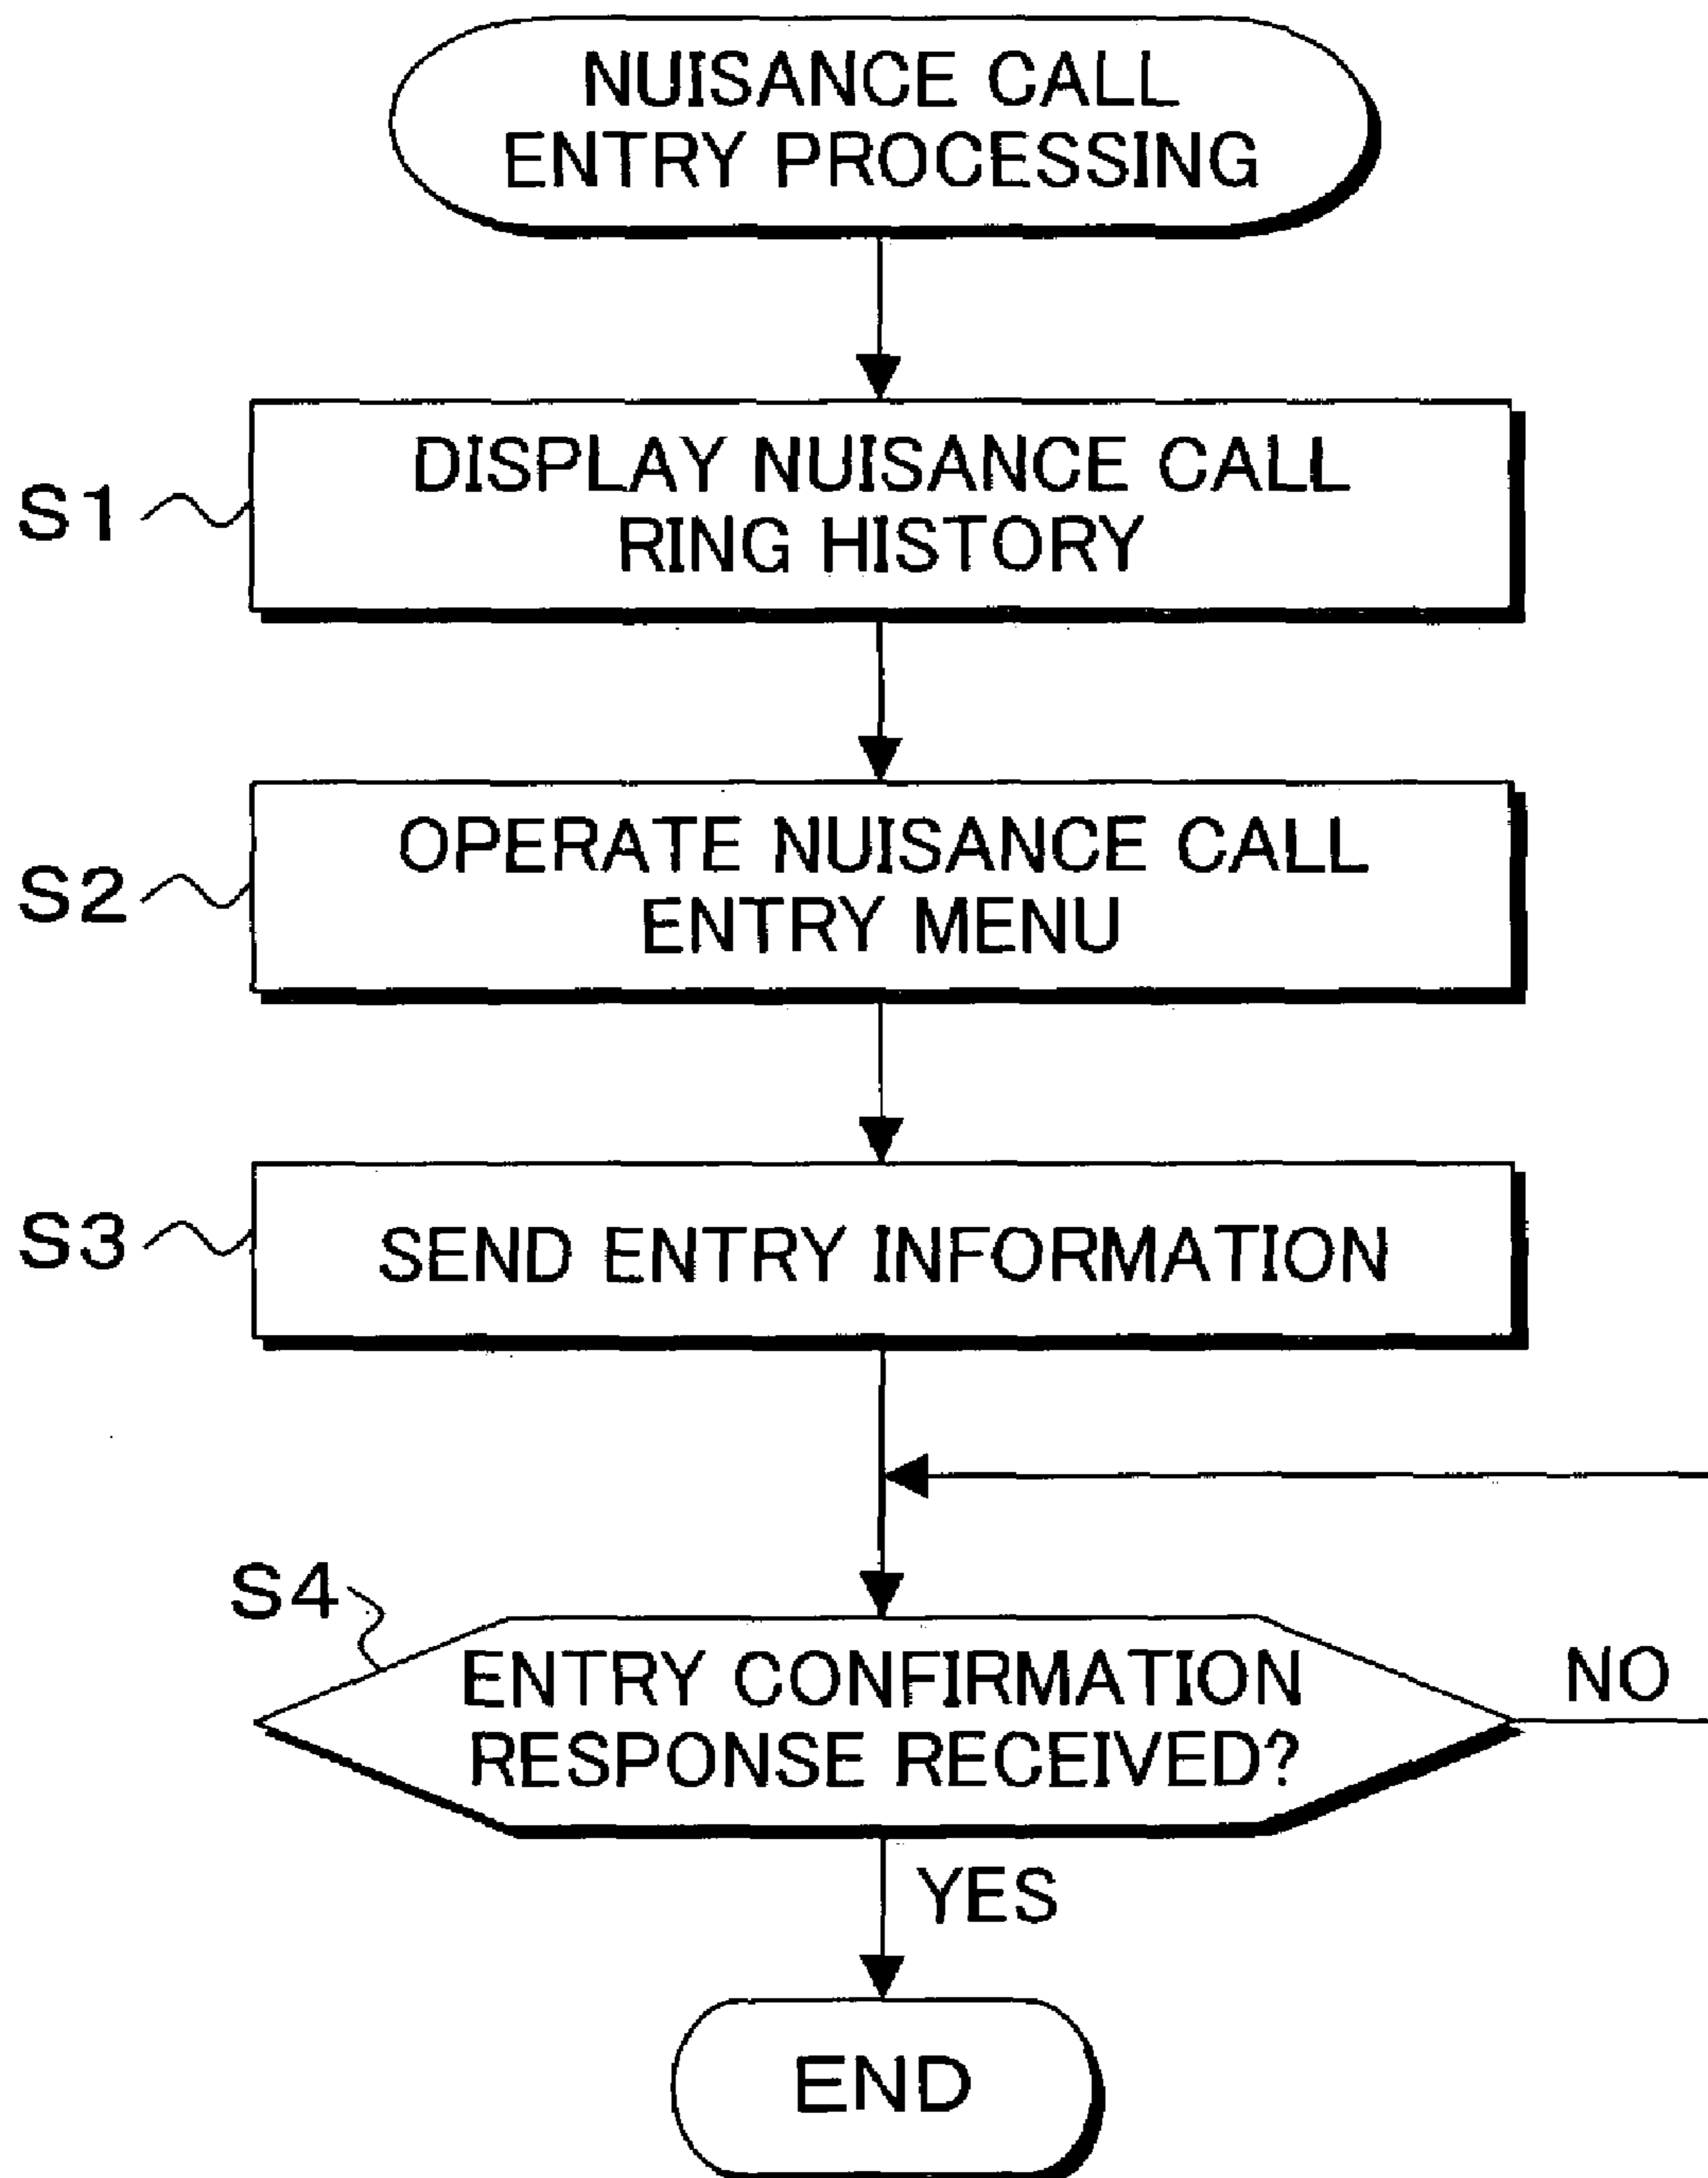 NUISANCE CALL
ENTRY PROCESSING
S1
DISPLAY NUISANCE CALL
RING HISTORY
S2
OPERATE NUISANCE CALL
ENTRY MENU
S3
SEND ENTRY INFORMATION
S4
ENTRY CONFIRMATION
RESPONSE RECEIVED?
NO
YES
END